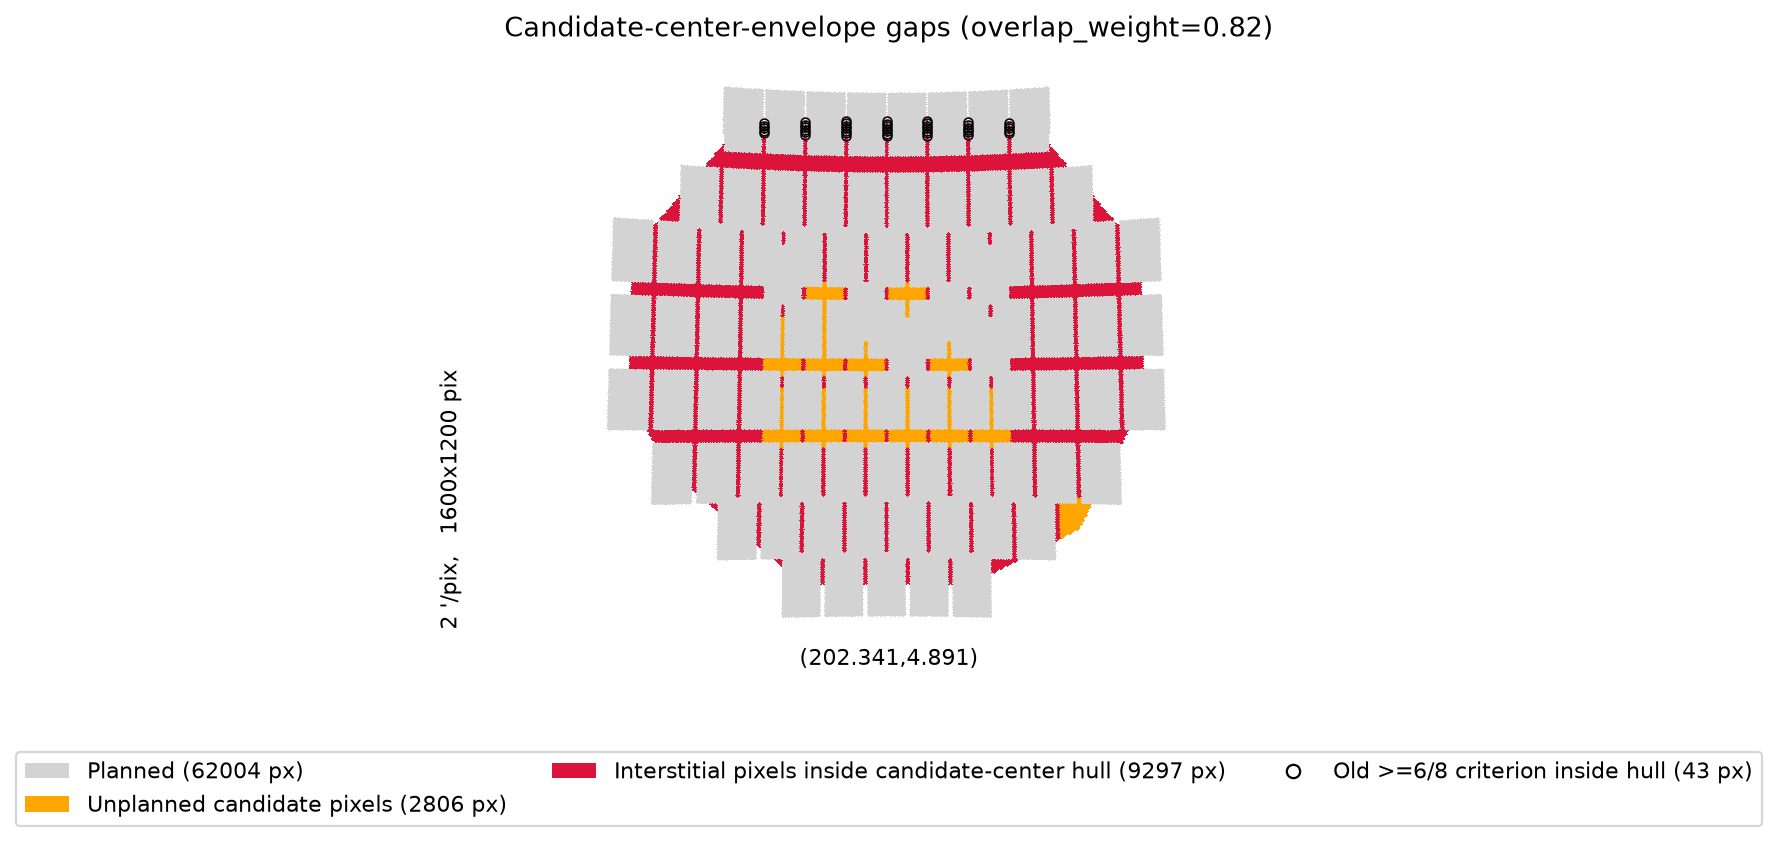 Candidate-center-envelope gaps (overlap_weight=0.82)
2 '/pix,   1600x1200 pix
(202.341,4.891)
Planned (62004 px)
Unplanned candidate pixels (2806 px)
Interstitial pixels inside candidate-center hull (9297 px)
Old >=6/8 criterion inside hull (43 px)